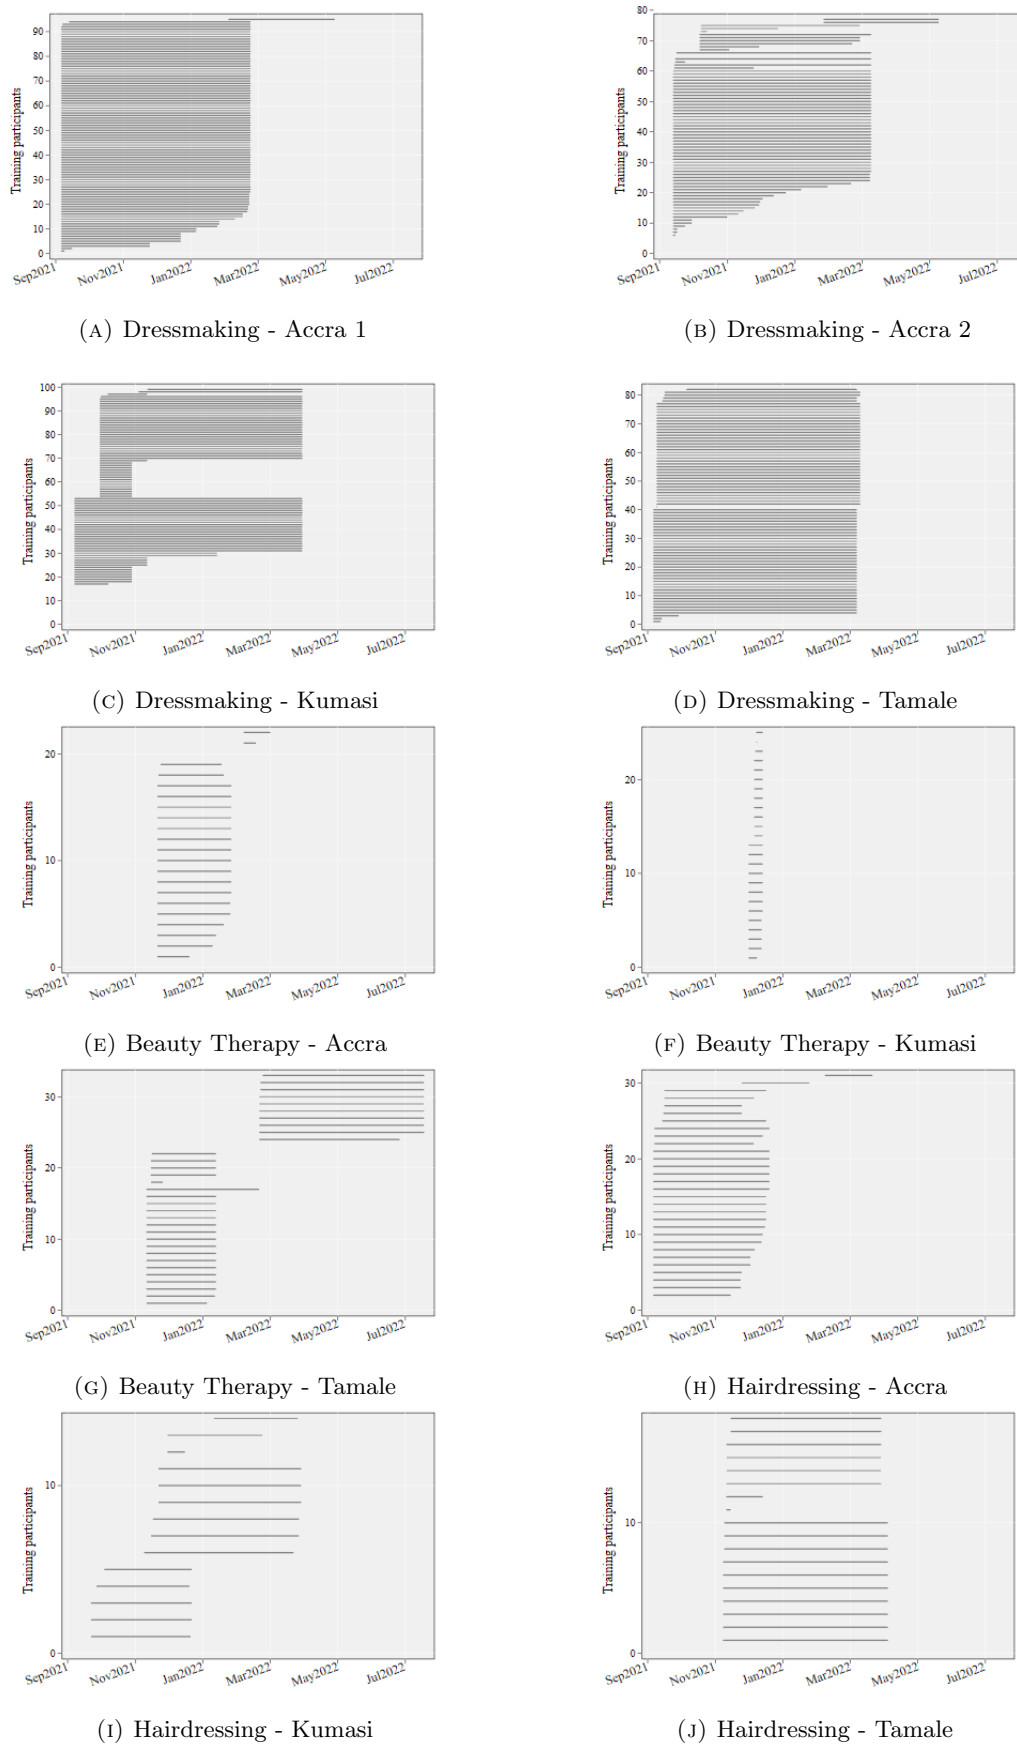 Training participants
90
80
70
60
50
40
30
20
10
0
Sep2021 Nov2021 Jan2022 Mar2022 May2022 Jul2022
(A) Dressmaking - Accra 1
Training participants
80
70
60
50
40
30
20
10
0
Sep2021 Nov2021 Jan2022 Mar2022 May2022 Jul2022
(B) Dressmaking - Accra 2
Training participants
100
90
80
70
60
50
40
30
20
10
0
Sep2021 Nov2021 Jan2022 Mar2022 May2022 Jul2022
(C) Dressmaking - Kumasi
Training participants
80
70
60
50
40
30
20
10
0
Sep2021 Nov2021 Jan2022 Mar2022 May2022 Jul2022
(D) Dressmaking - Tamale
Training participants
20
10
0
Sep2021 Nov2021 Jan2022 Mar2022 May2022 Jul2022
(E) Beauty Therapy - Accra
Training participants
20
10
0
Sep2021 Nov2021 Jan2022 Mar2022 May2022 Jul2022
(F) Beauty Therapy - Kumasi
Training participants
30
20
10
0
Sep2021 Nov2021 Jan2022 Mar2022 May2022 Jul2022
(G) Beauty Therapy - Tamale
Training participants
30
20
10
0
Sep2021 Nov2021 Jan2022 Mar2022 May2022 Jul2022
(H) Hairdressing - Accra
Training participants
10
0
Sep2021 Nov2021 Jan2022 Mar2022 May2022 Jul2022
(I) Hairdressing - Kumasi
Training participants
10
0
Sep2021 Nov2021 Jan2022 Mar2022 May2022 Jul2022
(J) Hairdressing - Tamale